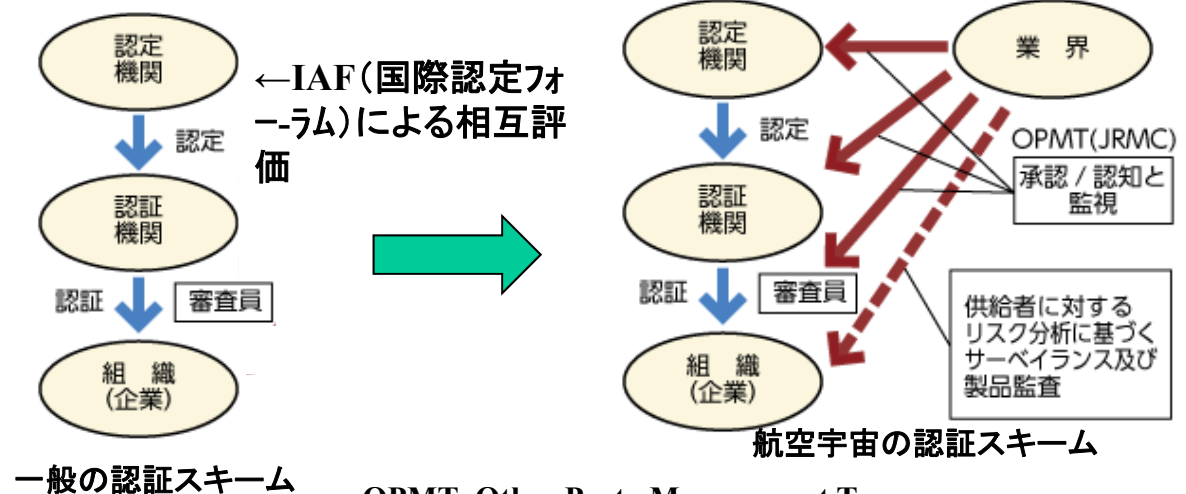 認定
機関
←IAF(国際認定フォ
ー-ラム)による相互評
価
認定
認証
機関
認証
審査員
組 織
(企業)
一般の認証スキーム
認定
機関
業 界
認定
OPMT(JRMC)
承認 / 認知と
監視
認証
機関
認証
審査員
供給者に対する
リスク分析に基づく
サーベイランス及び
製品監査
組 織
(企業)
航空宇宙の認証スキーム